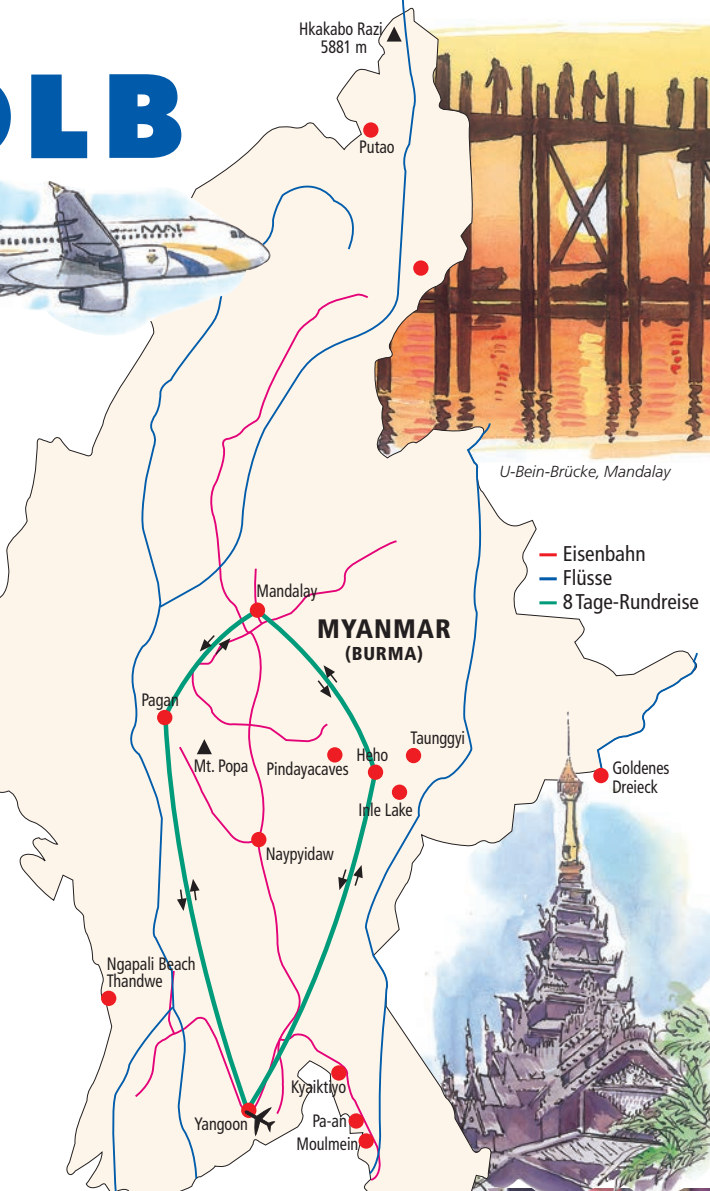 Hkakabo Razi
5881 m
OLB
Putao
MAI
U-Bein-Brücke, Mandalay
Eisenbahn
Flüsse
8 Tage-Rundreise
Mandalay
MYANMAR
(BURMA)
Pagan
Mt. Popa
Pindayacaves
Heho
Taunggyi
Inle Lake
Goldenes
Dreieck
Naypyidaw
Ngapali Beach
Thandwe
Kyaiktiyo
Yangoon
Pa-an
Moulmein